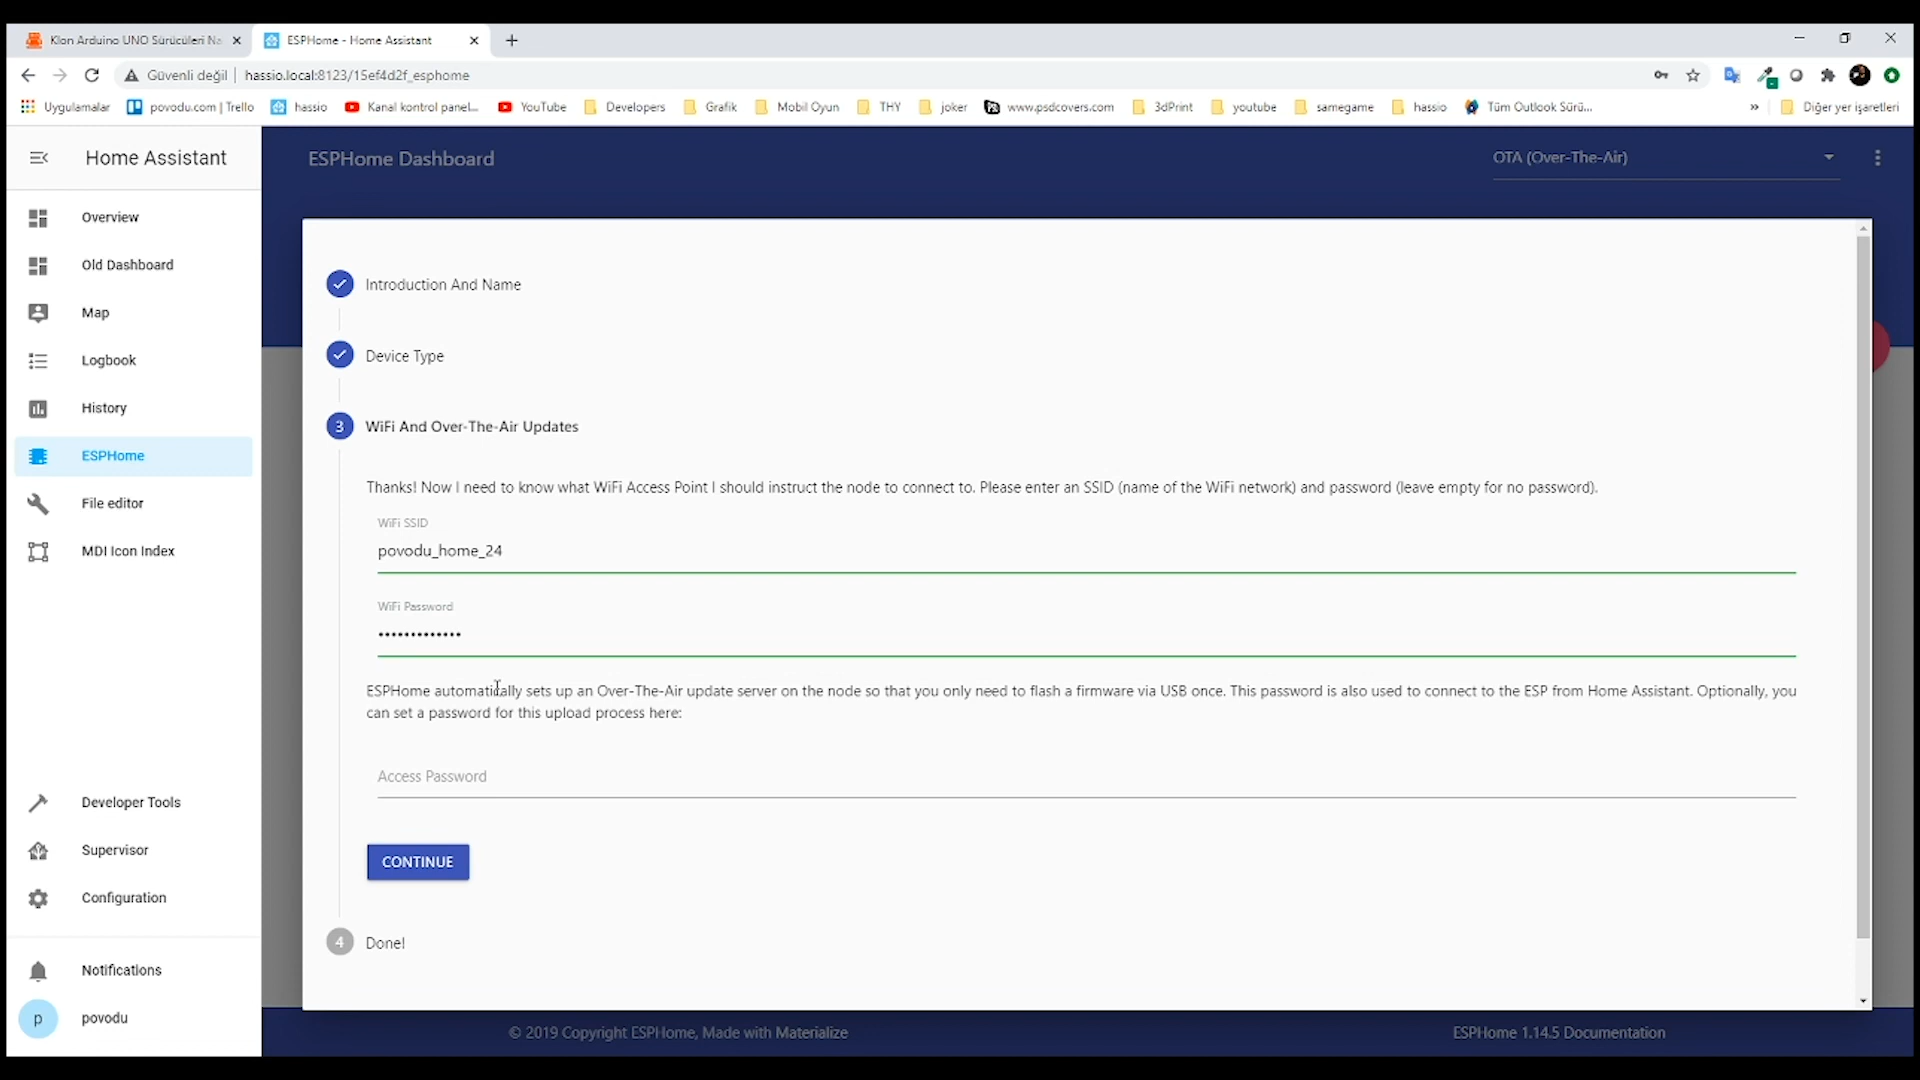 Klon Arduino UNO Sürücüleri Na
ESPHome - Home Assistant
Güvenli değil | hassio.local:8123/15ef4d2f_esphome
Uygulamalar
povodu.com | Trello
hassio
Kanal kontrol panel...
YouTube
Developers
Grafik
Mobil Oyun
THY
joker
www.psdcovers.com
3dPrint
youtube
samegame
hassio
Tüm Outlook Sürü...
»
Diğer yer işaretleri
Home Assistant
ESPHome Dashboard
OTA (Over-The-Air)
Overview
Old Dashboard
Map
Logbook
History
ESPHome
File editor
MDI Icon Index
Developer Tools
Supervisor
Configuration
Notifications
p
povodu
Introduction And Name
Device Type
3
WiFi And Over-The-Air Updates
Thanks! Now I need to know what WiFi Access Point I should instruct the node to connect to. Please enter an SSID (name of the WiFi network) and password (leave empty for no password).
WiFi SSID
povodu_home_24
WiFi Password
•••••••••••••
ESPHome automatically sets up an Over-The-Air update server on the node so that you only need to flash a firmware via USB once. This password is also used to connect to the ESP from Home Assistant. Optionally, you
can set a password for this upload process here:
Access Password
CONTINUE
4
Done!
© 2019 Copyright ESPHome, Made with Materialize
ESPHome 1.14.5 Documentation